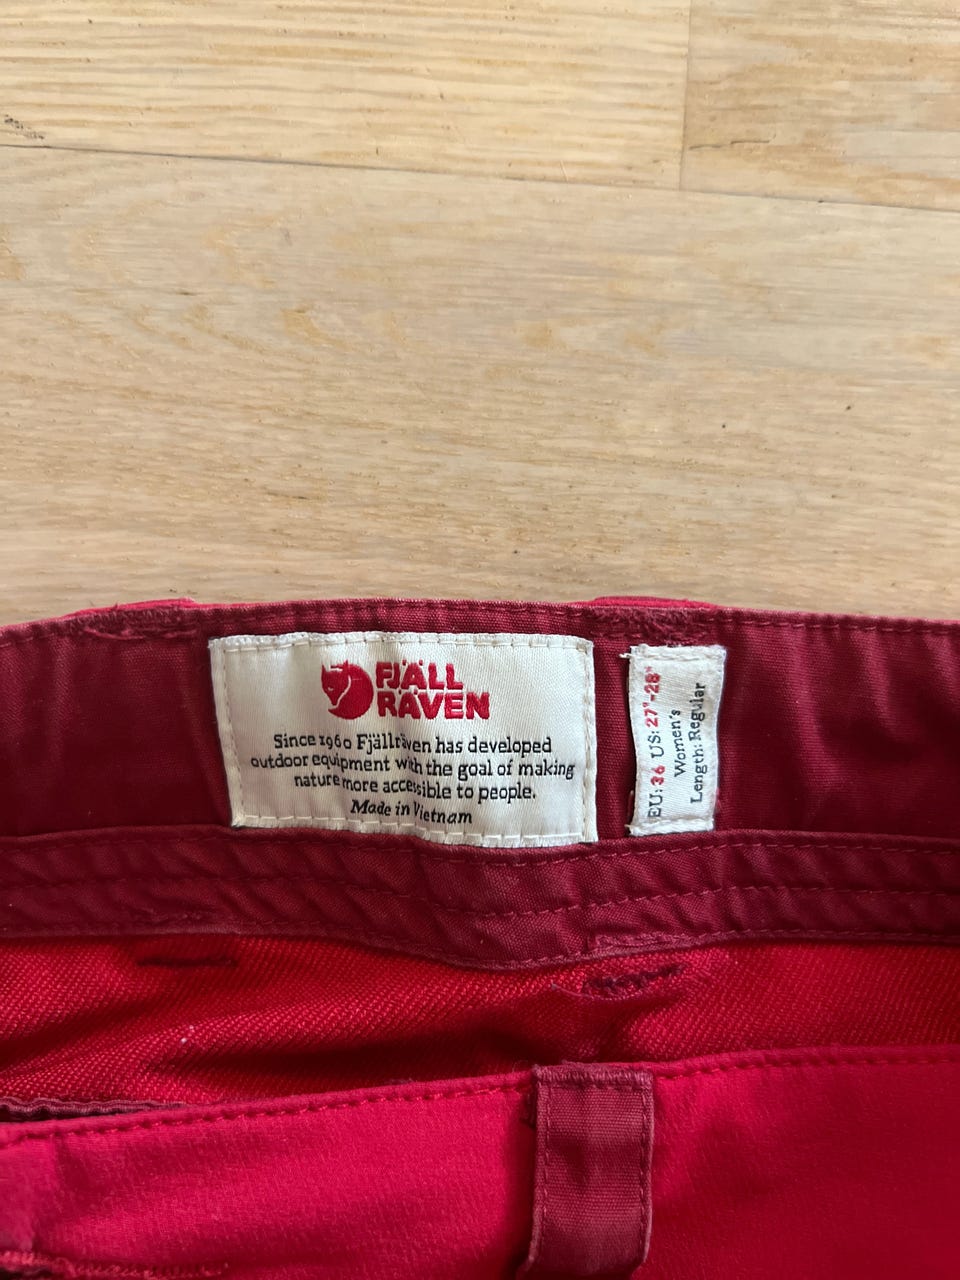 FJÄLL
RÄVEN
Since 1960 Fjällräven has developed
outdoor equipment with the goal of making
nature more accessible to people.
Made in Vietnam
EU: 36 US: 27"-28"
Women's
Length: Regular